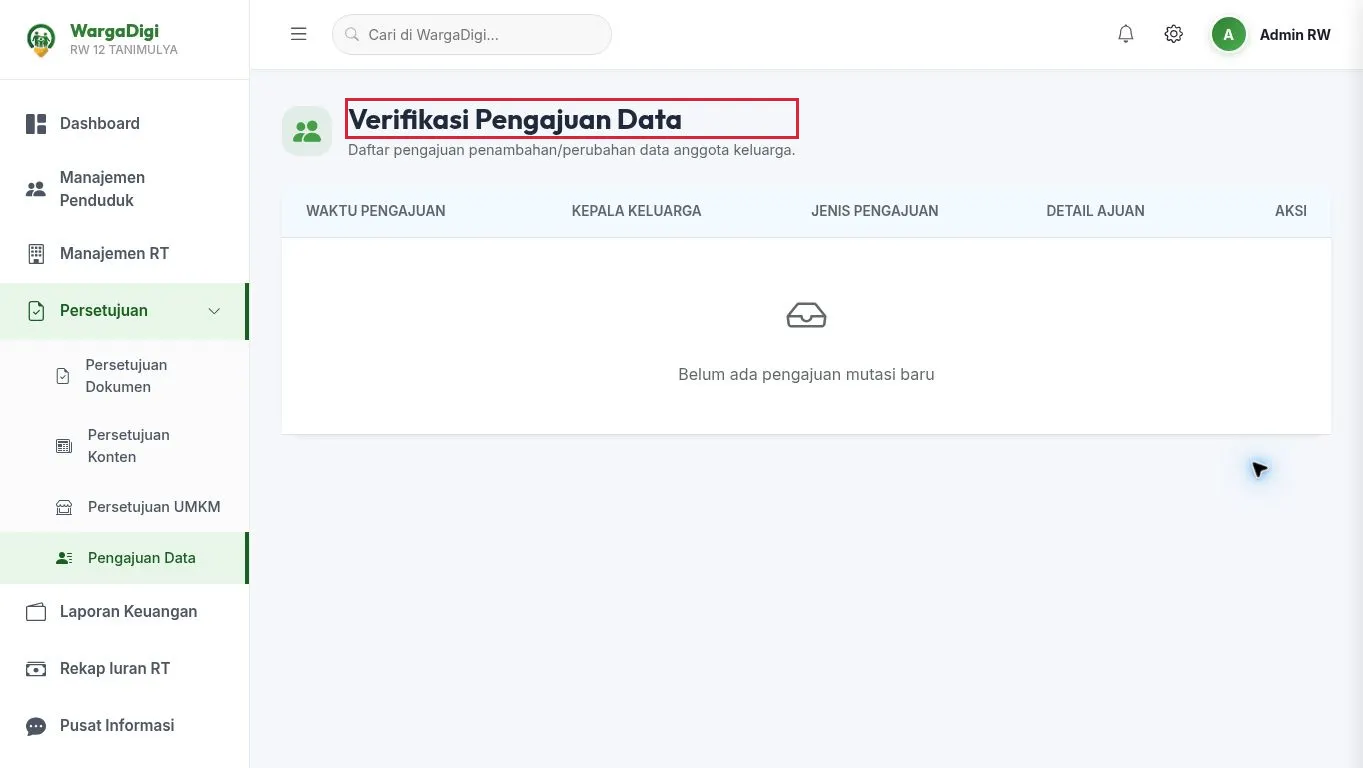 WargaDigi
RW 12 TANIMULYA
Cari di WargaDigi...
A
Admin RW
Dashboard
Manajemen
Penduduk
Manajemen RT
Persetujuan
Persetujuan
Dokumen
Persetujuan
Konten
Persetujuan UMKM
Pengajuan Data
Laporan Keuangan
Rekap Iuran RT
Pusat Informasi
Verifikasi Pengajuan Data
Daftar pengajuan penambahan/perubahan data anggota keluarga.
WAKTU PENGAJUAN KEPALA KELUARGA JENIS PENGAJUAN DETAIL AJUAN AKSI
Belum ada pengajuan mutasi baru